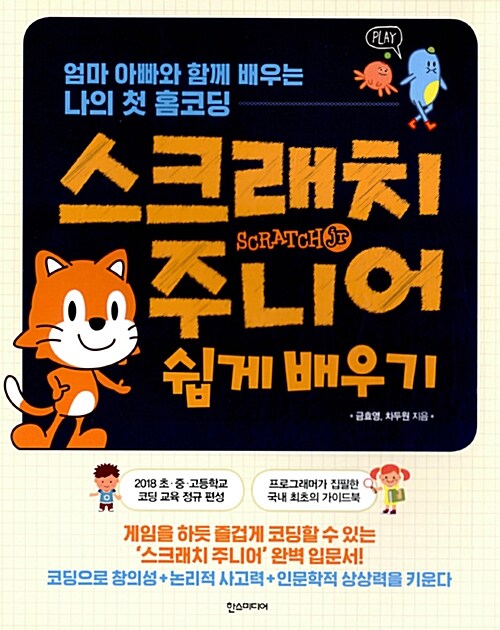 PLAY
엄마 아빠와 함께 배우는
나의 첫 홈코딩
스크래치
SCRATCH jr
주니어
쉽게 배우기
* 금효영, 차두원 지음 *
2018 초·중·고등학교
코딩 교육 정규 편성
프로그래머가 집필한
국내 최초의 가이드북
게임을 하듯 즐겁게 코딩할 수 있는
‘스크래치 주니어’ 완벽 입문서!
코딩으로 창의성+논리적 사고력+인문학적 상상력을 키운다
한스미디어